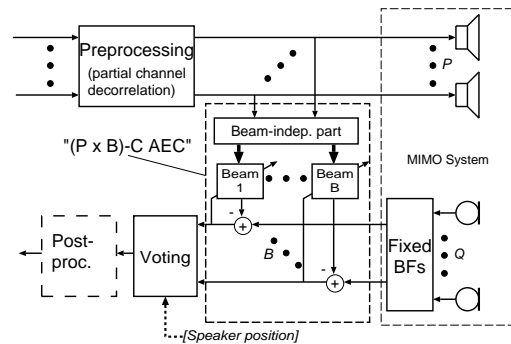 Preprocessing
(partial channel
decorrelation)
P
Beam-indep. part
"(P x B)-C AEC"
MIMO System
Beam
1
Beam
B
-
+
B
-
+
Post-
proc.
Voting
Fixed
BFs
Q
[Speaker position]